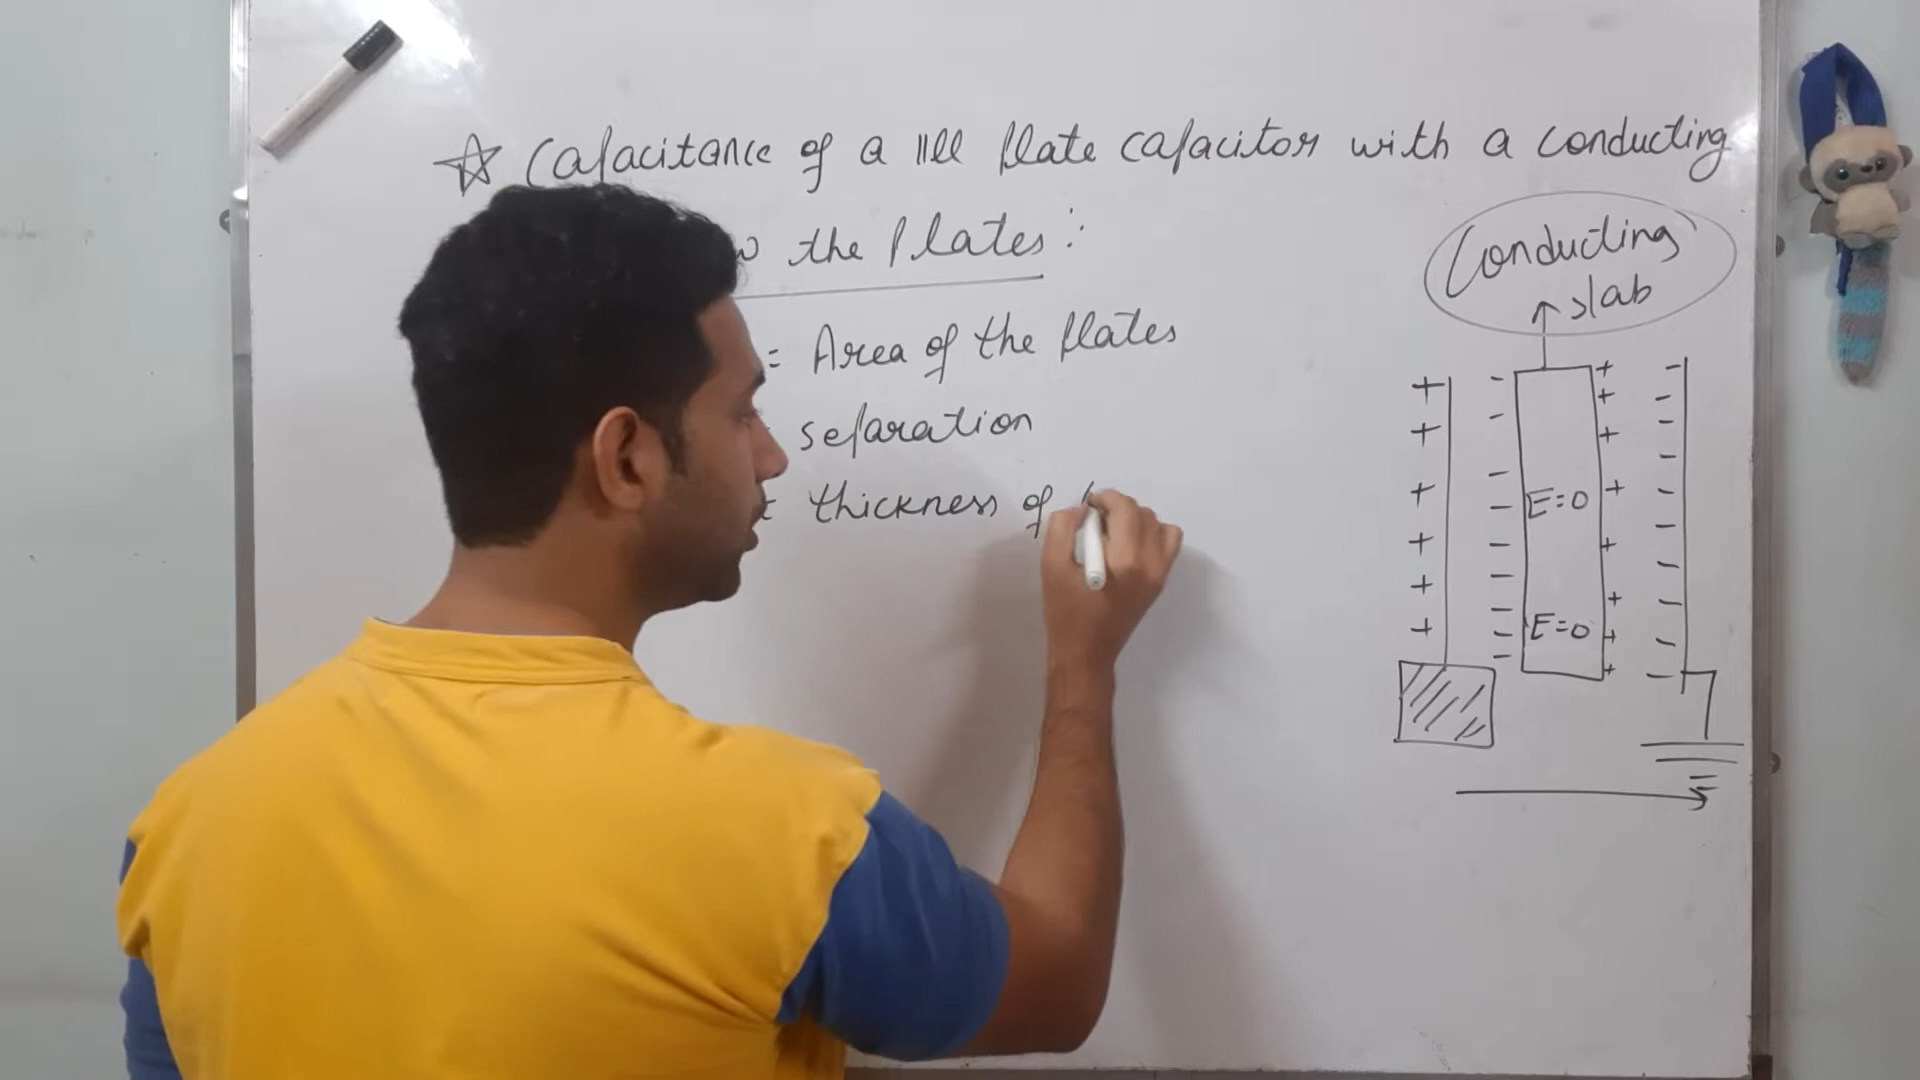 ☆ Capacitance of a llel plate capacitor with a conducting
the Plates :
= Area of the plates
separation
thickness of
Conducting
slab
+ - + -
+ - + -
+ -
-
+ - E=0 + -
+ - + -
+ - + -
+ - E=0 + -
- + -